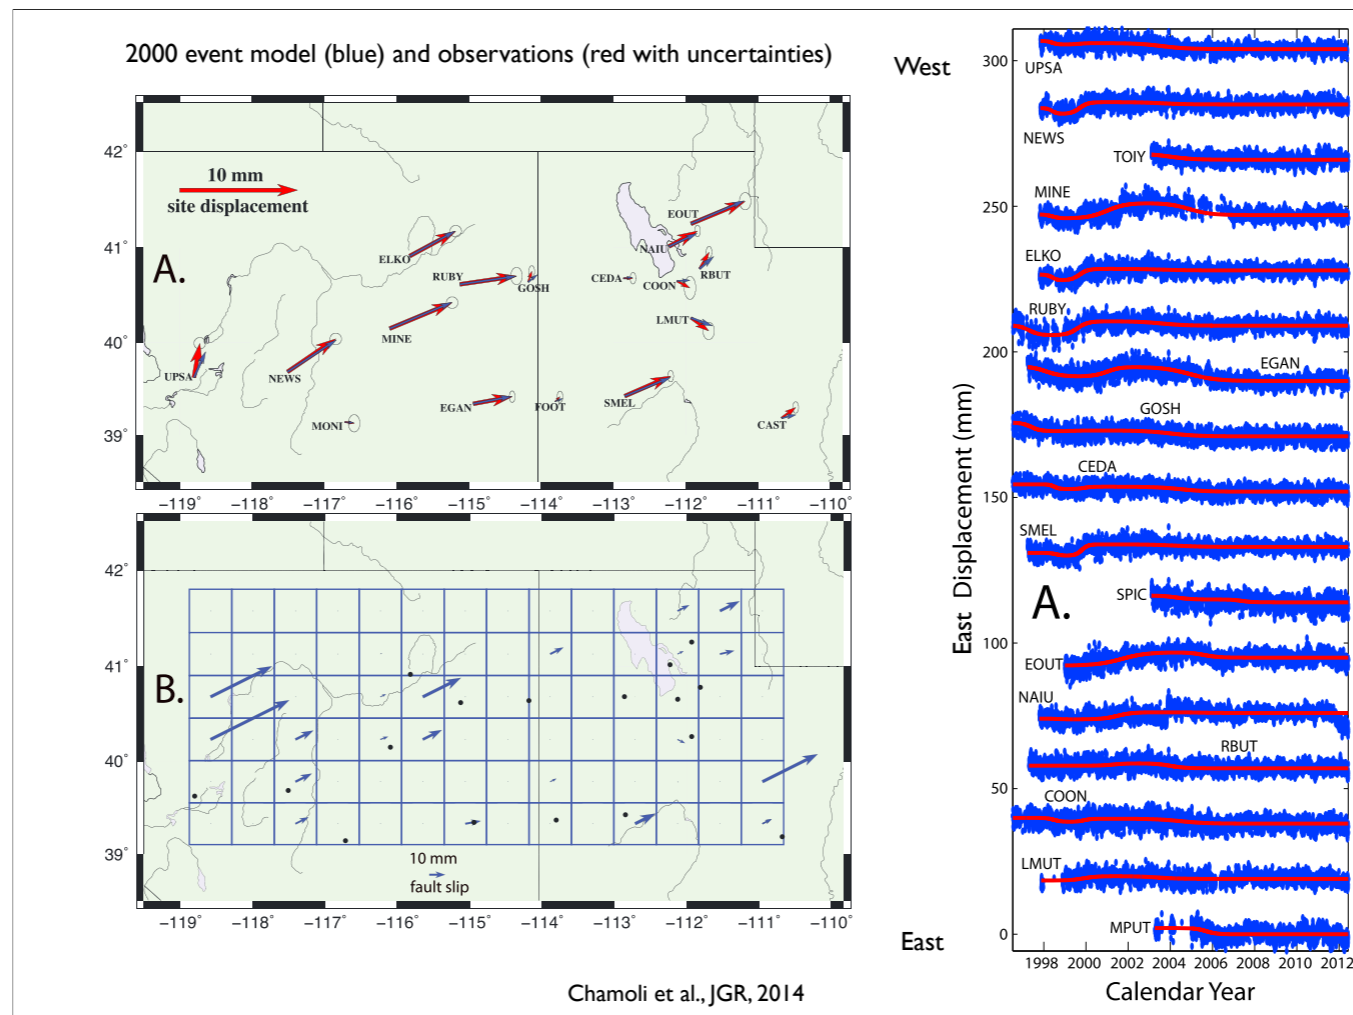 2000 event model (blue) and observations (red with uncertainties)
42˚
41˚
40˚
39˚
10 mm
site displacement
A.
EOUT
ELKO
NAIU
RUBY
GOSH
CEDA
COON
RBUT
MINE
LMUT
UPSA
NEWS
EGAN
FOOT
SMEL
MONI
CAST
−119˚ −118˚ −117˚ −116˚ −115˚ −114˚ −113˚ −112˚ −111˚ −110˚
42˚
41˚
40˚
39˚
B.
10 mm
fault slip
−119˚ −118˚ −117˚ −116˚ −115˚ −114˚ −113˚ −112˚ −111˚ −110˚
West
East
East Displacement (mm)
300
250
200
150
100
50
0
UPSA
NEWS
TOIY
MINE
ELKO
RUBY
EGAN
GOSH
CEDA
SMEL
A.
SPIC
EOUT
NAIU
RBUT
COON
LMUT
MPUT
1998 2000 2002 2004 2006 2008 2010 2012
Calendar Year
Chamoli et al., JGR, 2014